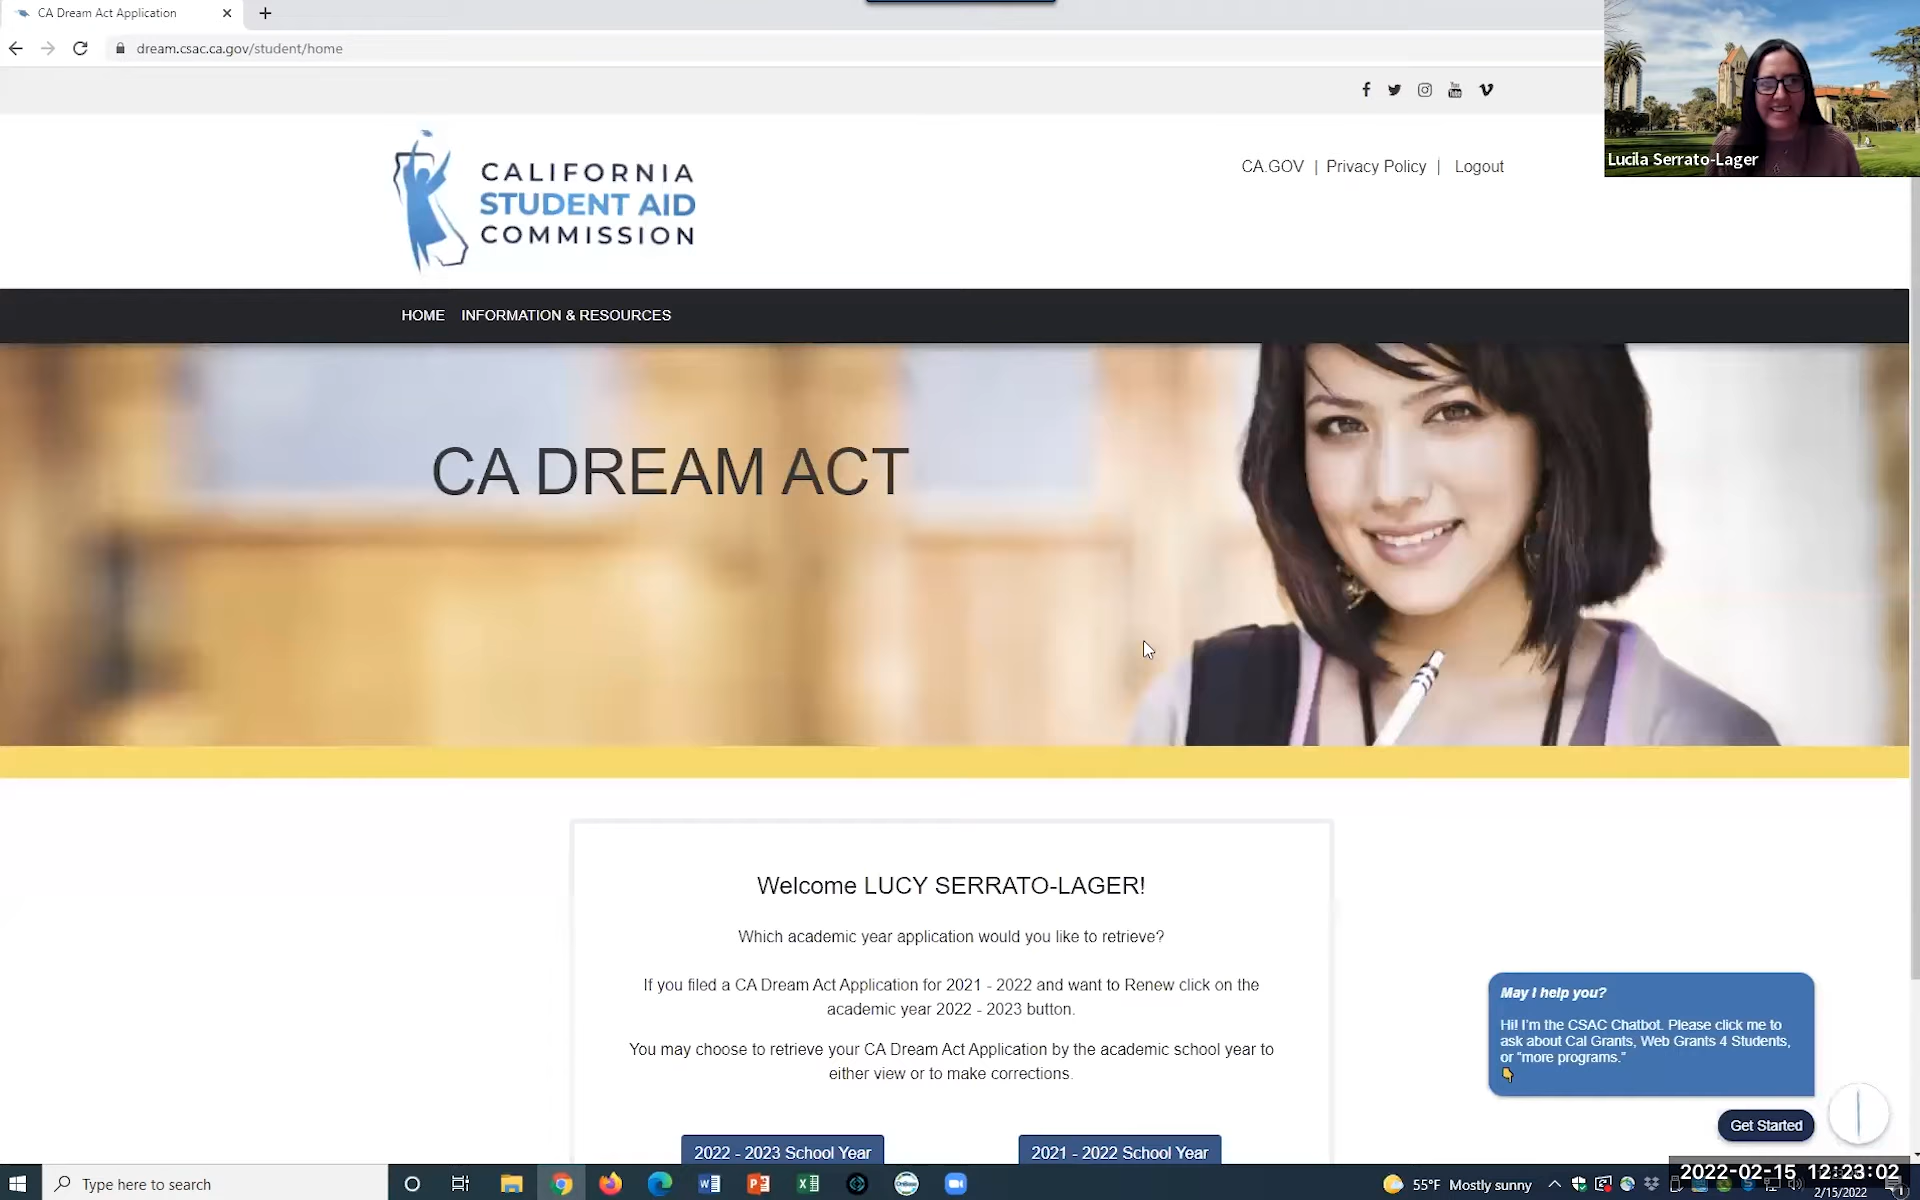 CA Dream Act Application
dream.csac.ca.gov/student/home
Lucila Serrato-Lager
CALIFORNIA
STUDENT AID
COMMISSION
CA.GOV | Privacy Policy | Logout
HOME INFORMATION & RESOURCES
CA DREAM ACT
Welcome LUCY SERRATO-LAGER!
Which academic year application would you like to retrieve?
If you filed a CA Dream Act Application for 2021 - 2022 and want to Renew click on the
academic year 2022 - 2023 button.
You may choose to retrieve your CA Dream Act Application by the academic school year to
either view or to make corrections.
2022 - 2023 School Year
2021 - 2022 School Year
May I help you?
Hi! I'm the CSAC Chatbot. Please click me to
ask about Cal Grants, Web Grants 4 Students,
or "more programs."
Get Started
Type here to search
55°F Mostly sunny
2022-02-15 12:23:02
2/15/2022